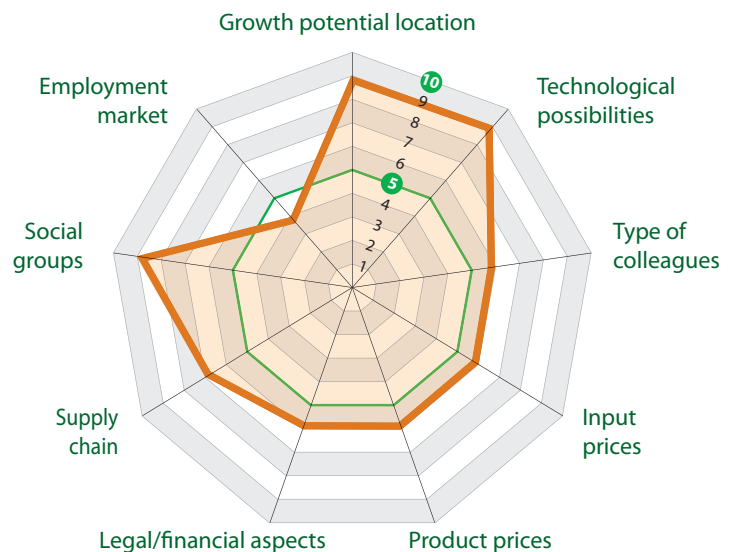 Growth potential location
Employment
market
Technological
possibilities
10
9
8
7
6
5
4
3
2
1
Social
groups
Type of
colleagues
Supply
chain
Input
prices
Legal/financial aspects
Product prices